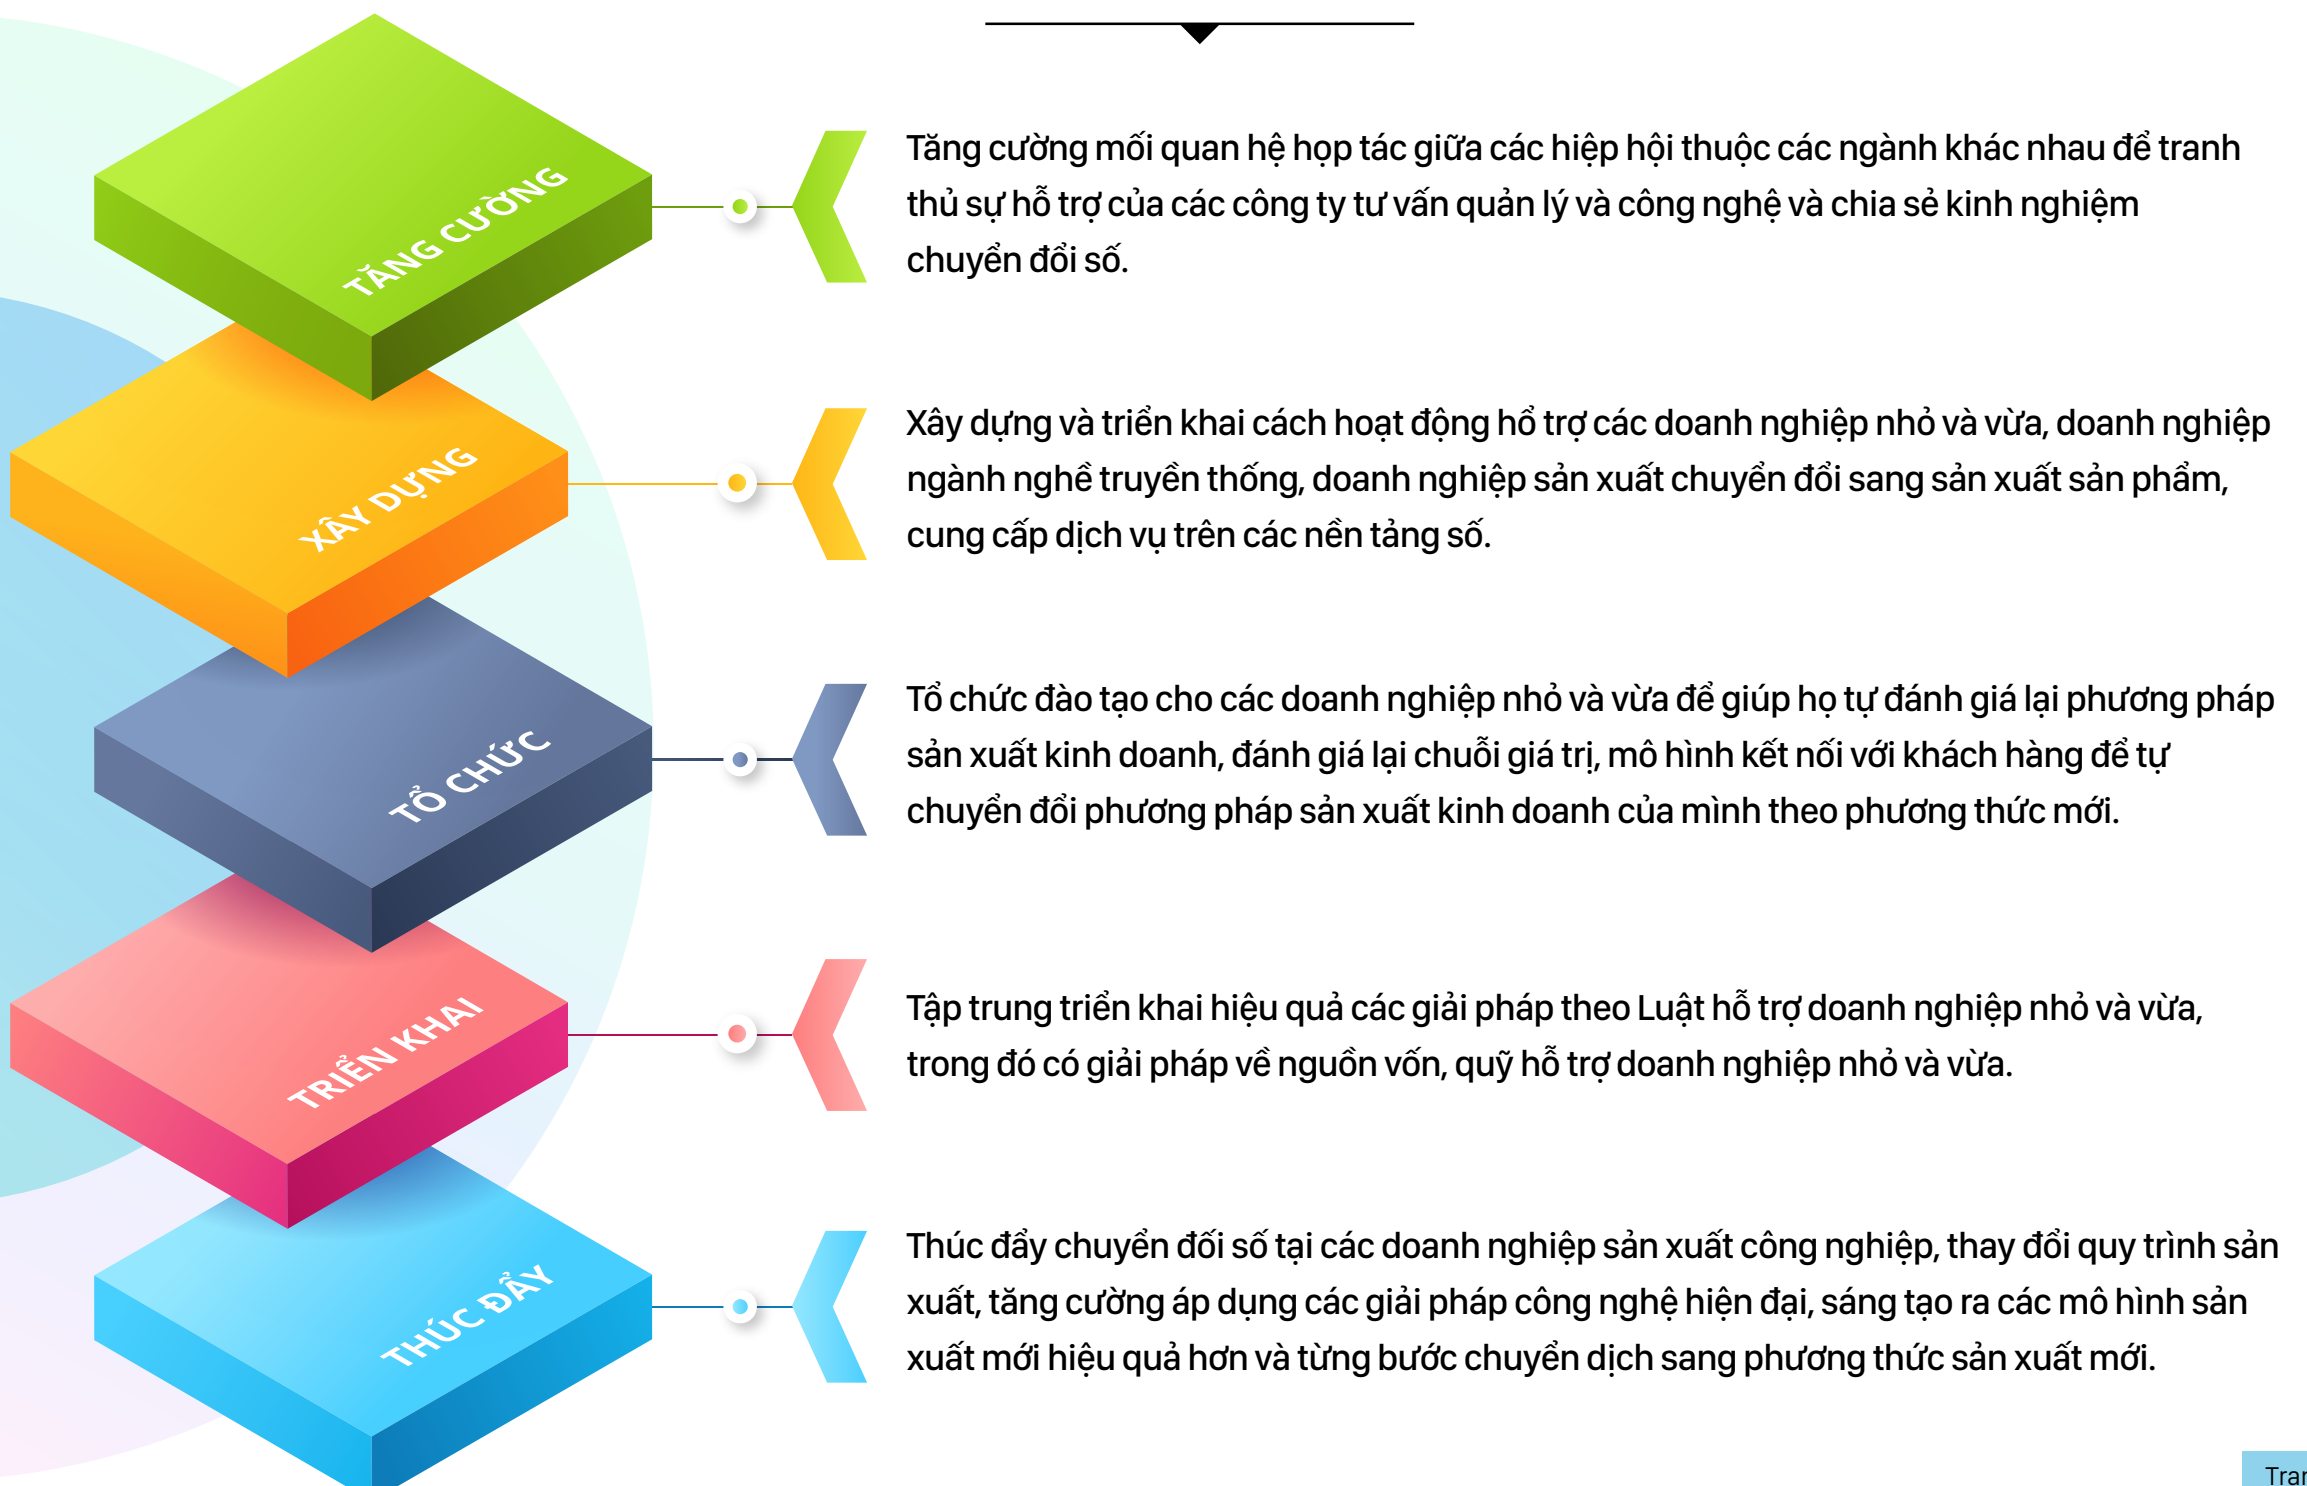 TĂNG CƯỜNG
Tăng cường mối quan hệ họp tác giữa các hiệp hội thuộc các ngành khác nhau để tranh
thủ sự hỗ trợ của các công ty tư vấn quản lý và công nghệ và chia sẻ kinh nghiệm
chuyển đổi số.
XÂY DỰNG
Xây dựng và triển khai cách hoạt động hổ trợ các doanh nghiệp nhỏ và vừa, doanh nghiệp
ngành nghề truyền thống, doanh nghiệp sản xuất chuyển đổi sang sản xuất sản phẩm,
cung cấp dịch vụ trên các nền tảng số.
TỔ CHỨC
Tổ chức đào tạo cho các doanh nghiệp nhỏ và vừa để giúp họ tự đánh giá lại phương pháp
sản xuất kinh doanh, đánh giá lại chuỗi giá trị, mô hình kết nối với khách hàng để tự
chuyển đổi phương pháp sản xuất kinh doanh của mình theo phương thức mới.
TRIỂN KHAI
Tập trung triển khai hiệu quả các giải pháp theo Luật hỗ trợ doanh nghiệp nhỏ và vừa,
trong đó có giải pháp về nguồn vốn, quỹ hỗ trợ doanh nghiệp nhỏ và vừa.
THÚC ĐẨY
Thúc đẩy chuyển đối số tại các doanh nghiệp sản xuất công nghiệp, thay đổi quy trình sản
xuất, tăng cường áp dụng các giải pháp công nghệ hiện đại, sáng tạo ra các mô hình sản
xuất mới hiệu quả hơn và từng bước chuyển dịch sang phương thức sản xuất mới.